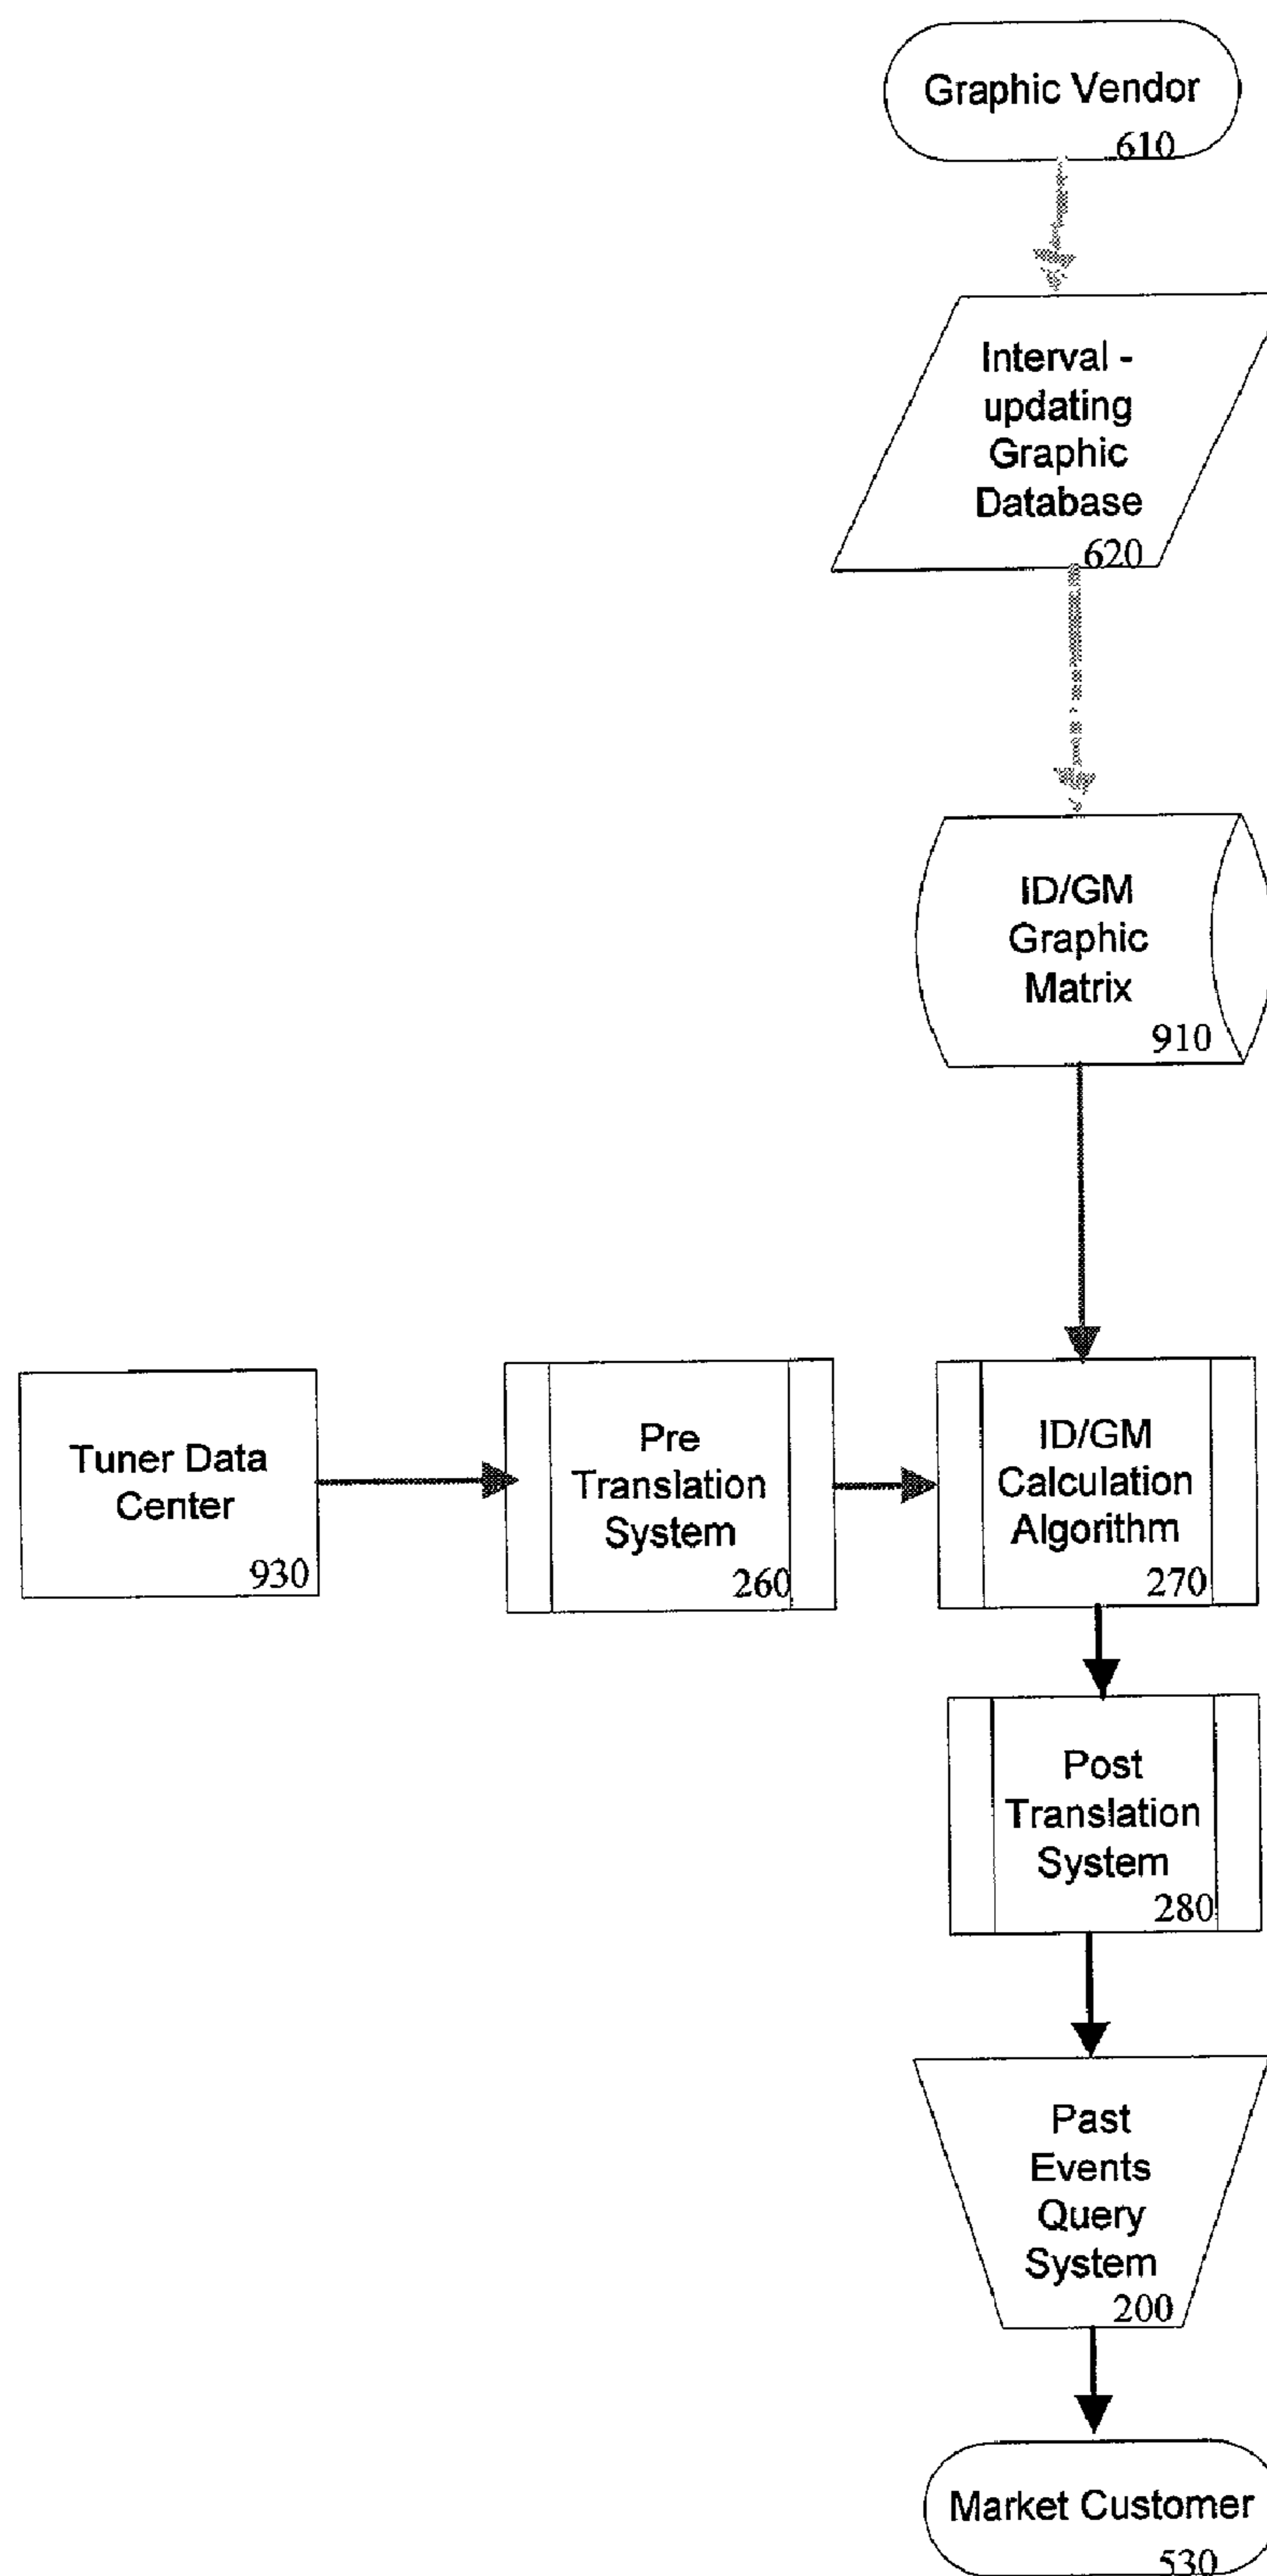 Graphic Vendor
610
Interval -
updating
Graphic
Database
620
ID/GM
Graphic
Matrix
910
Tuner Data
Center
930
Pre
Translation
System
260
ID/GM
Calculation
Algorithm
270
Post
Translation
System
280
Past
Events
Query
System
200
Market Customer
530